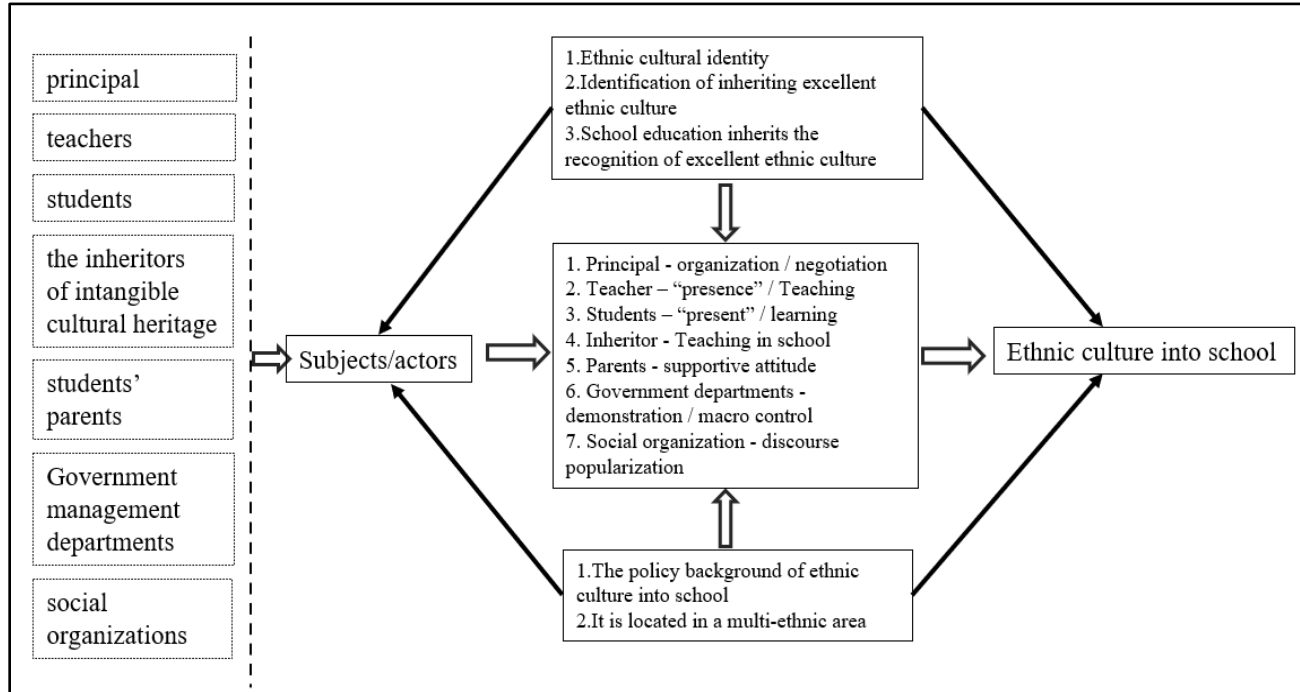 principal
teachers
students
the inheritors
of intangible
cultural heritage
students’
parents
Government
management
departments
social
organizations
Subjects/actors
1.Ethnic cultural identity
2.Identification of inheriting excellent
ethnic culture
3.School education inherits the
recognition of excellent ethnic culture
1. Principal - organization / negotiation
2. Teacher – “presence” / Teaching
3. Students – “present” / learning
4. Inheritor - Teaching in school
5. Parents - supportive attitude
6. Government departments -
demonstration / macro control
7. Social organization - discourse
popularization
1.The policy background of ethnic
culture into school
2.It is located in a multi-ethnic area
Ethnic culture into school